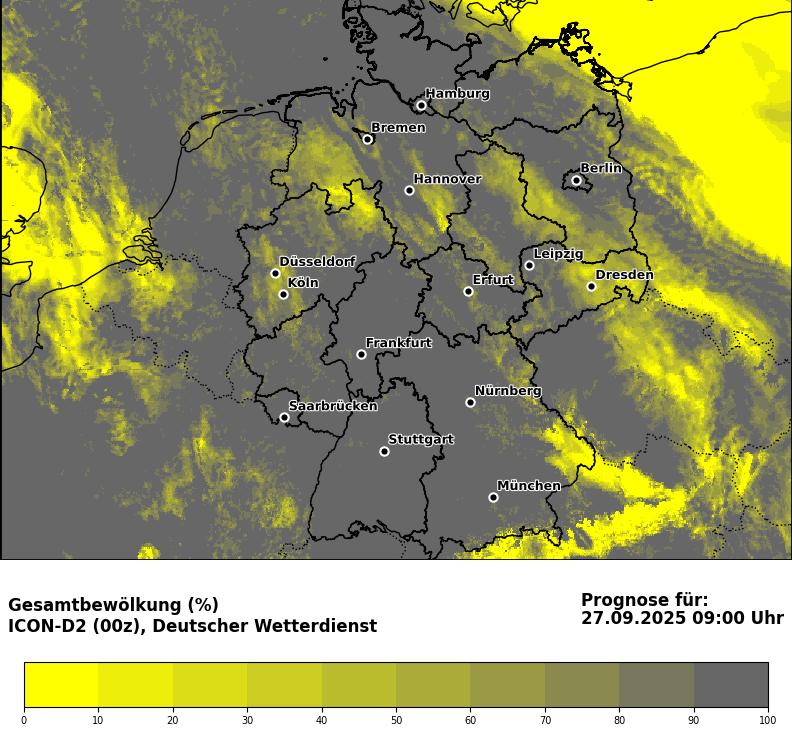 Hamburg
Bremen
Berlin
Hannover
Düsseldorf
Leipzig
Köln
Erfurt
Dresden
Frankfurt
Nürnberg
Saarbrücken
Stuttgart
München
Gesamtbewölkung (%)
ICON-D2 (00z), Deutscher Wetterdienst
Prognose für:
27.09.2025 09:00 Uhr
0 10 20 30 40 50 60 70 80 90 100